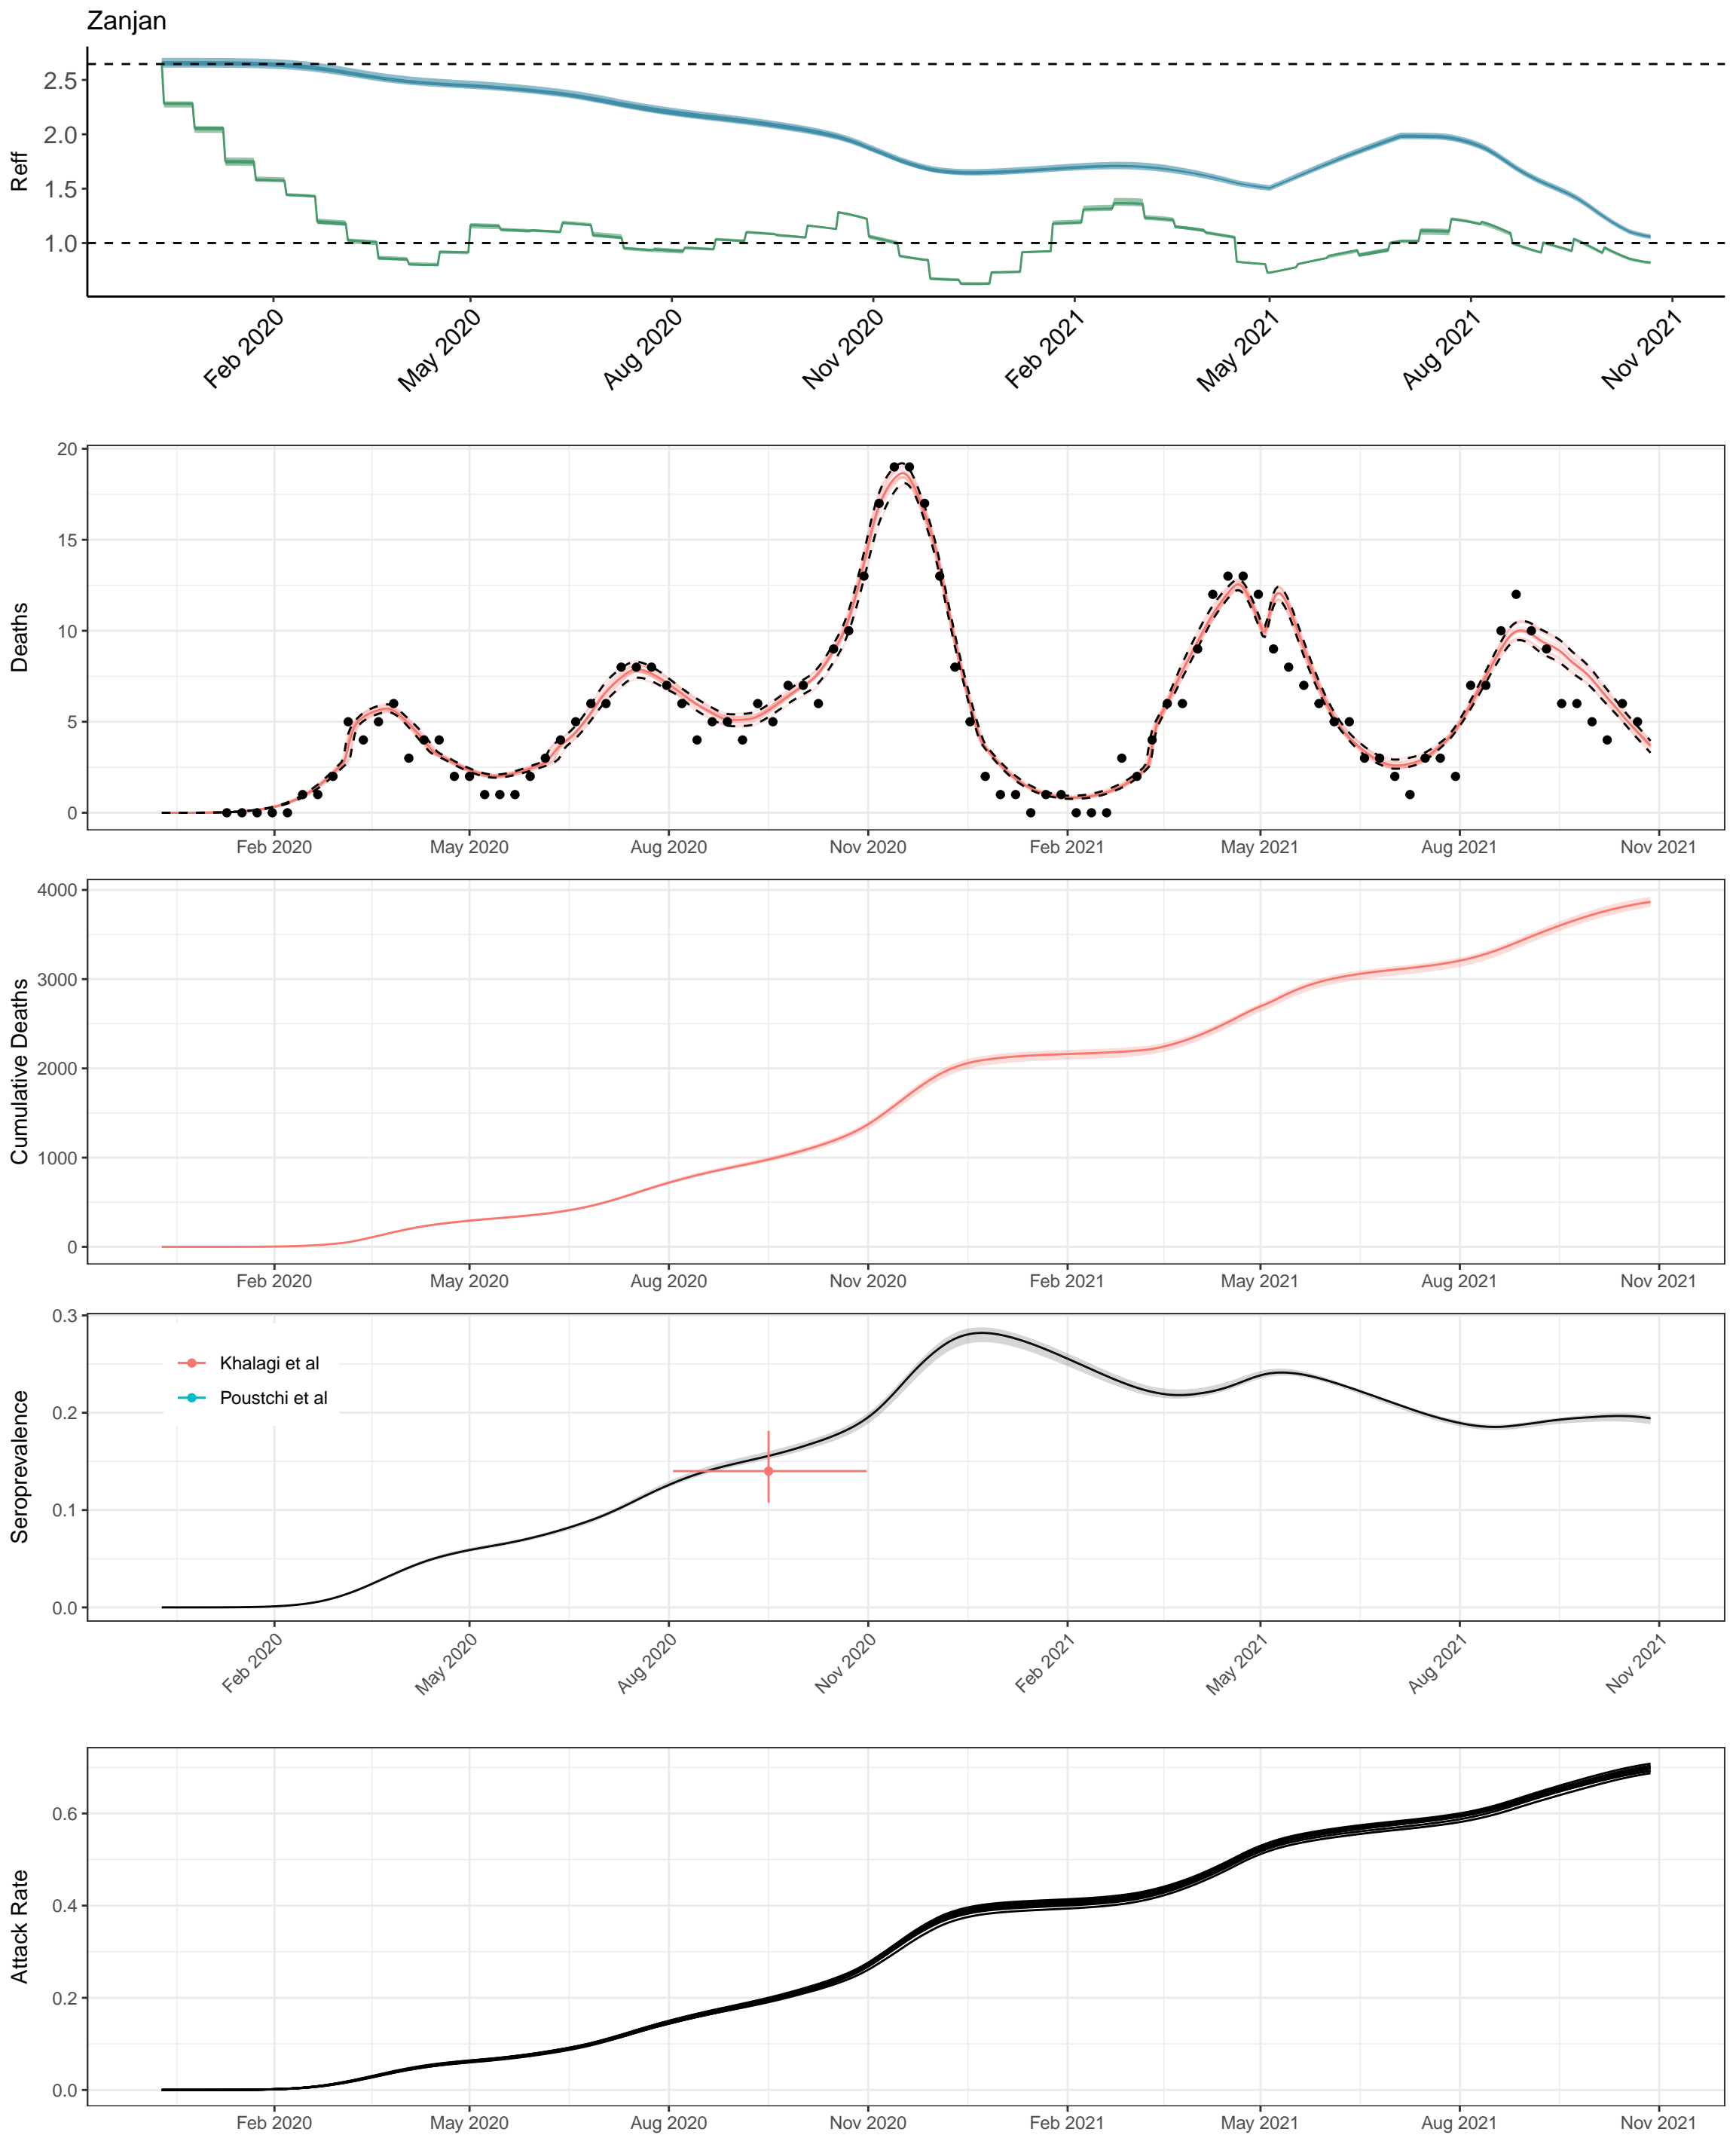 Zanjan
Reff
2.5
2.0
1.5
1.0
Feb 2020
May 2020
Aug 2020
Nov 2020
Feb 2021
May 2021
Aug 2021
Nov 2021
Deaths
20
15
10
5
0
Feb 2020
May 2020
Aug 2020
Nov 2020
Feb 2021
May 2021
Aug 2021
Nov 2021
Cumulative Deaths
4000
3000
2000
1000
0
Feb 2020
May 2020
Aug 2020
Nov 2020
Feb 2021
May 2021
Aug 2021
Nov 2021
Seroprevalence
0.3
0.2
0.1
0.0
Khalagi et al
Poustchi et al
Feb 2020
May 2020
Aug 2020
Nov 2020
Feb 2021
May 2021
Aug 2021
Nov 2021
Attack Rate
0.6
0.4
0.2
0.0
Feb 2020
May 2020
Aug 2020
Nov 2020
Feb 2021
May 2021
Aug 2021
Nov 2021